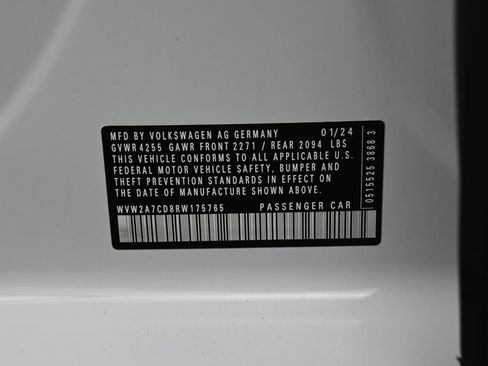 MFD BY VOLKSWAGEN AG GERMANY 01/24
GVWR 4255 GAWR FRONT 2271 / REAR 2094 LBS
THIS VEHICLE CONFORMS TO ALL APPLICABLE U.S.
FEDERAL MOTOR VEHICLE SAFETY, BUMPER AND
THEFT PREVENTION STANDARDS IN EFFECT ON
THE DATE OF MANUFACTURE SHOWN ABOVE.
WVW2A7CD8RW175765 PASSENGER CAR
0515525 3868 3